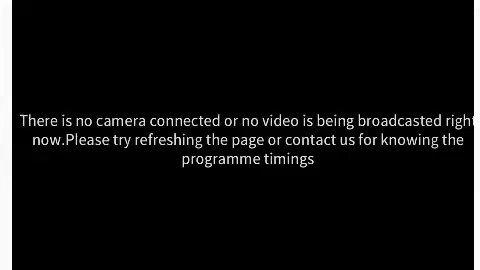 There is no camera connected or no video is being broadcasted right
now.Please try refreshing the page or contact us for knowing the
programme timings